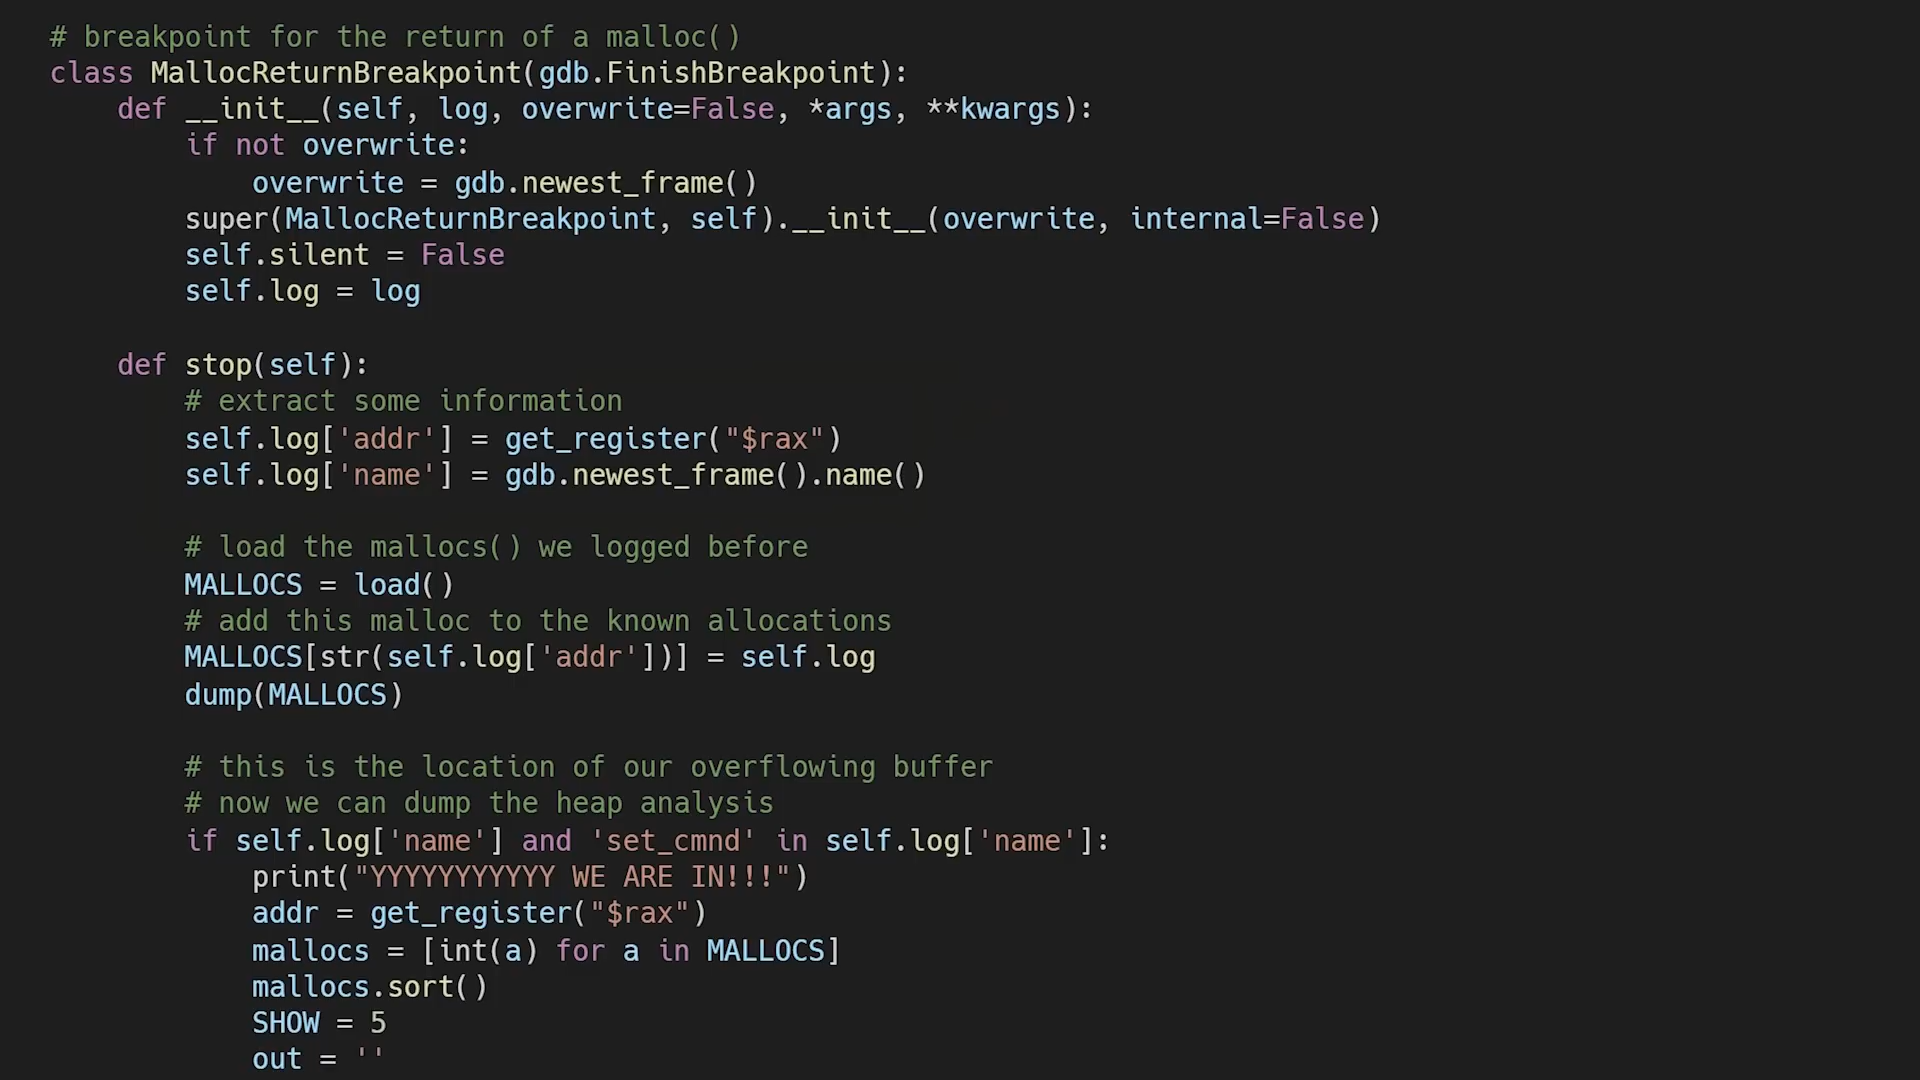 # breakpoint for the return of a malloc()
class MallocReturnBreakpoint(gdb.FinishBreakpoint):
    def __init__(self, log, overwrite=False, *args, **kwargs):
        if not overwrite:
            overwrite = gdb.newest_frame()
        super(MallocReturnBreakpoint, self).__init__(overwrite, internal=False)
        self.silent = False
        self.log = log

    def stop(self):
        # extract some information
        self.log['addr'] = get_register("$rax")
        self.log['name'] = gdb.newest_frame().name()

        # load the mallocs() we logged before
        MALLOCS = load()
        # add this malloc to the known allocations
        MALLOCS[str(self.log['addr'])] = self.log
        dump(MALLOCS)

        # this is the location of our overflowing buffer
        # now we can dump the heap analysis
        if self.log['name'] and 'set_cmnd' in self.log['name']:
            print("YYYYYYYYYYY WE ARE IN!!!")
            addr = get_register("$rax")
            mallocs = [int(a) for a in MALLOCS]
            mallocs.sort()
            SHOW = 5
            out = ''